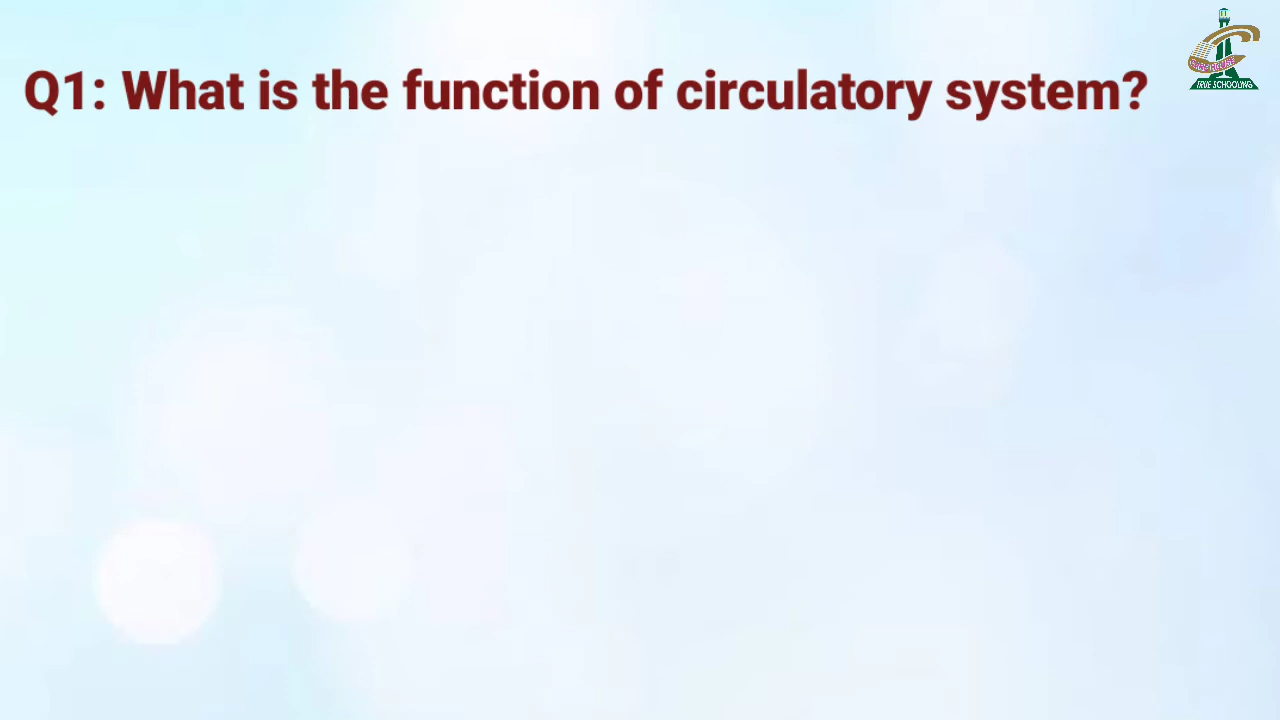 Q1: What is the function of circulatory system?
TRUE SCHOOLING